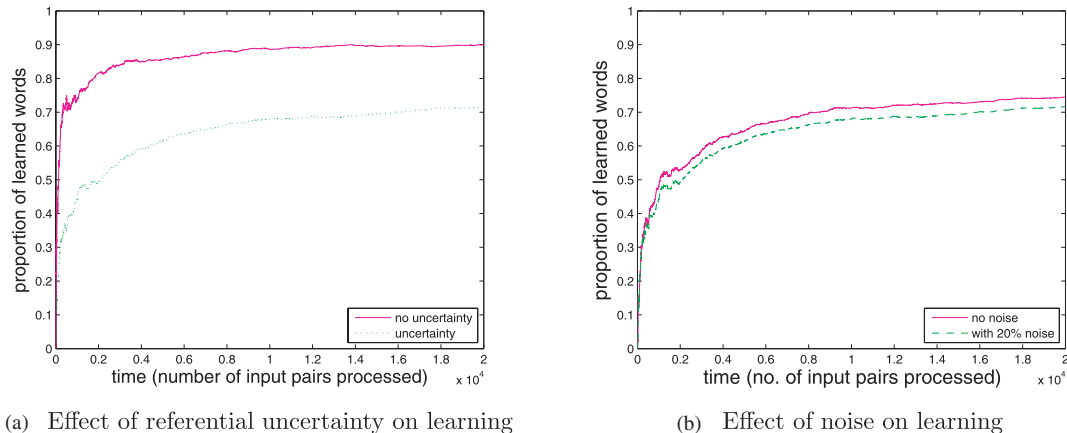 1
0.9
0.8
0.7
0.6
0.5
0.4
0.3
0.2
0.1
0
proportion of learned words
no uncertainty
uncertainty
0 0.2 0.4 0.6 0.8 1 1.2 1.4 1.6 1.8 2
time (number of input pairs processed)
x 10^4
(a) Effect of referential uncertainty on learning
1
0.9
0.8
0.7
0.6
0.5
0.4
0.3
0.2
0.1
0
proportion of learned words
no noise
with 20% noise
0 0.2 0.4 0.6 0.8 1 1.2 1.4 1.6 1.8 2
time (no. of input pairs processed)
x 10^4
(b) Effect of noise on learning